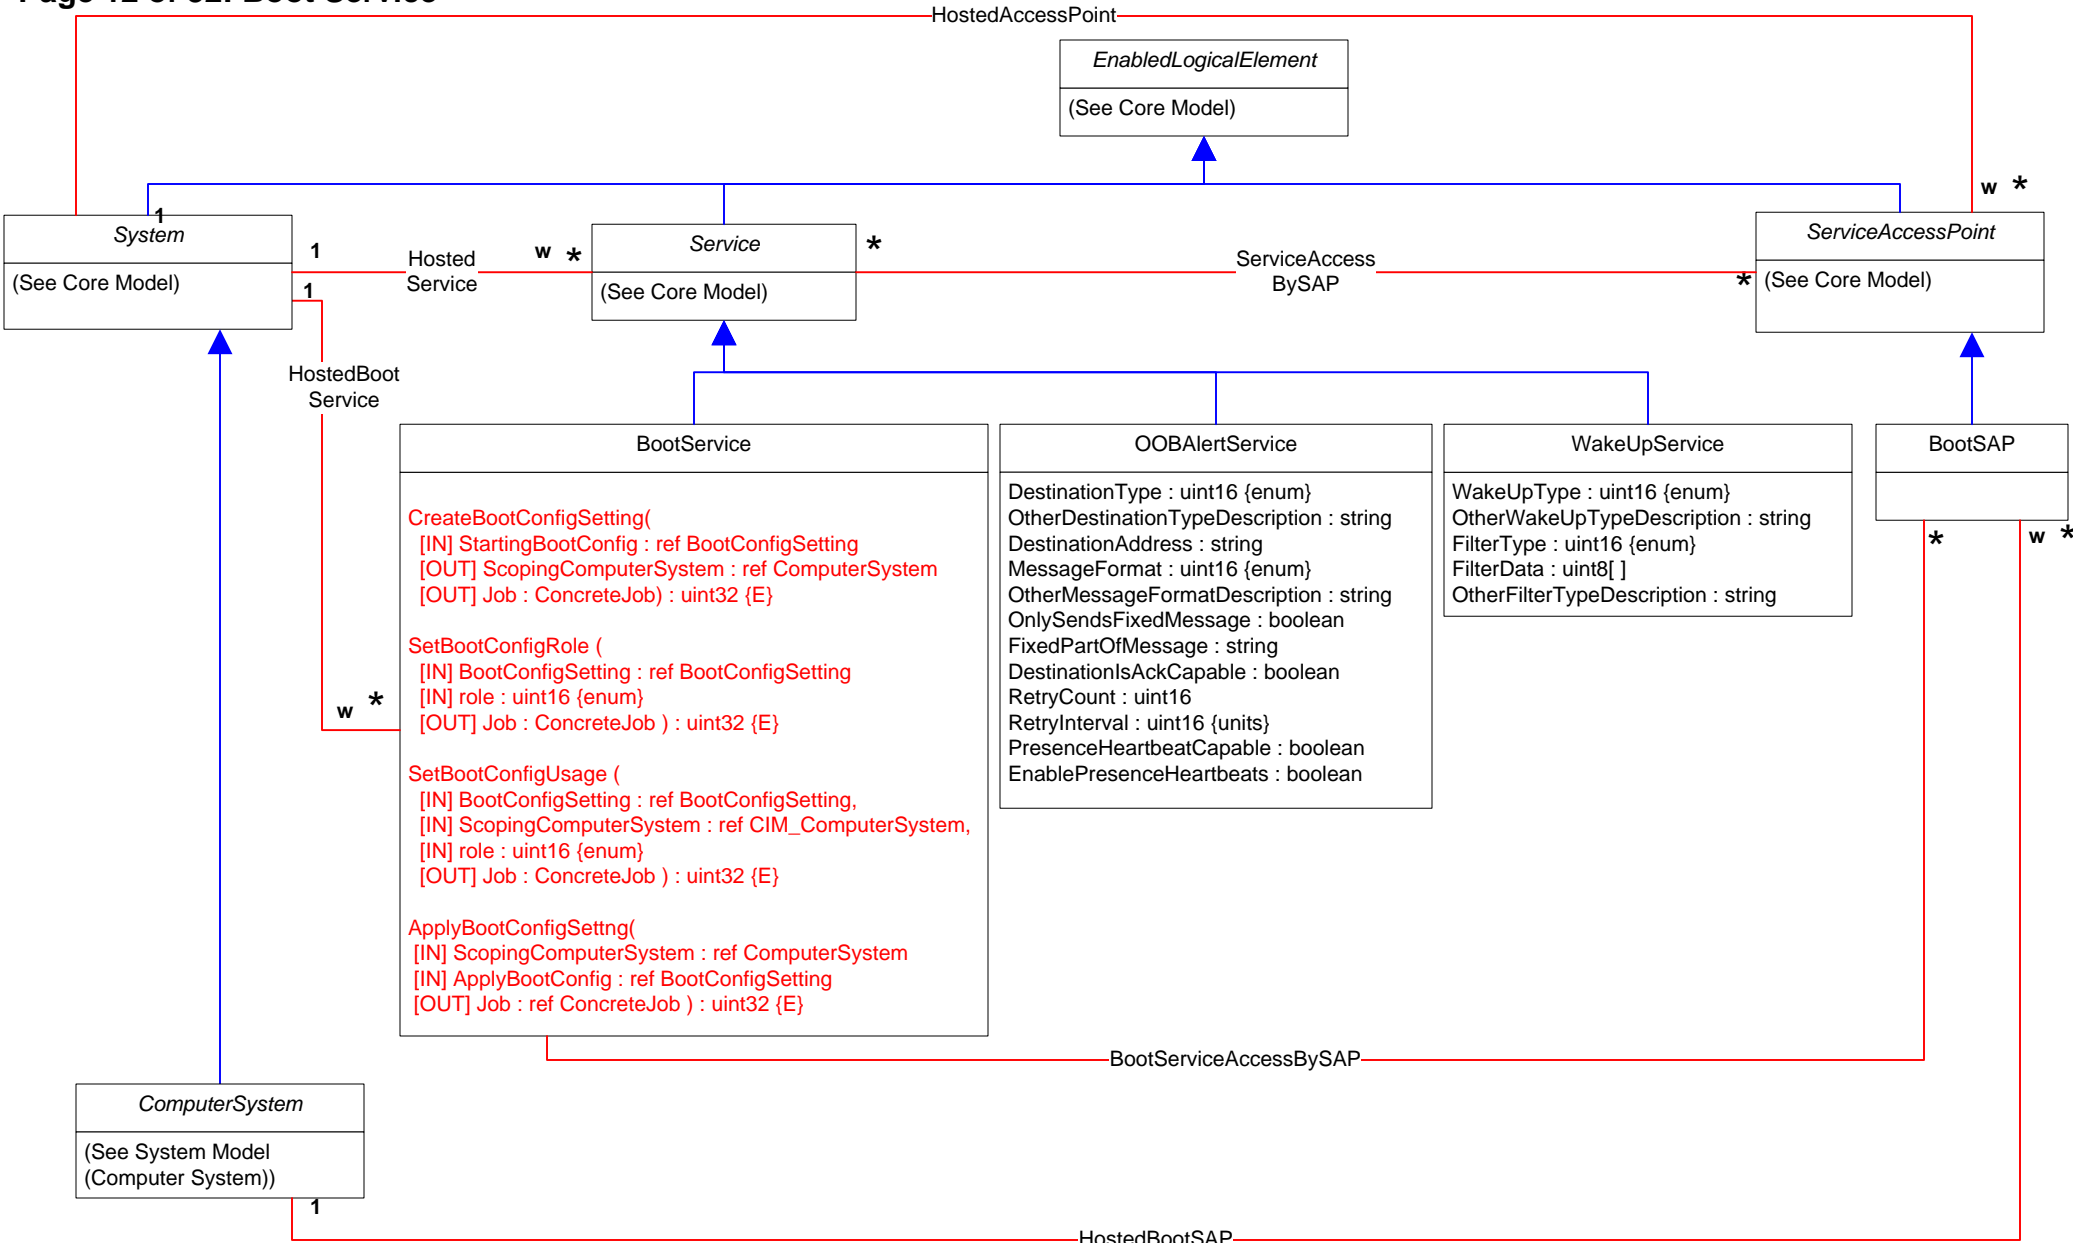 Page 12 of 32: Boot Service
HostedAccessPoint
EnabledLogicalElement
(See Core Model)
w *
1
System
(See Core Model)
1
Hosted
Service
w *
1
Service
(See Core Model)
*
ServiceAccess
BySAP
*
ServiceAccessPoint
(See Core Model)
HostedBoot
Service
w *
BootService
CreateBootConfigSetting(
[IN] StartingBootConfig : ref BootConfigSetting
[OUT] ScopingComputerSystem : ref ComputerSystem
[OUT] Job : ConcreteJob) : uint32 {E}
SetBootConfigRole (
[IN] BootConfigSetting : ref BootConfigSetting
[IN] role : uint16 {enum}
[OUT] Job : ConcreteJob ) : uint32 {E}
SetBootConfigUsage (
[IN] BootConfigSetting : ref BootConfigSetting,
[IN] ScopingComputerSystem : ref CIM_ComputerSystem,
[IN] role : uint16 {enum}
[OUT] Job : ConcreteJob ) : uint32 {E}
ApplyBootConfigSettng(
[IN] ScopingComputerSystem : ref ComputerSystem
[IN] ApplyBootConfig : ref BootConfigSetting
[OUT] Job : ref ConcreteJob ) : uint32 {E}
OOBAlertService
DestinationType : uint16 {enum}
OtherDestinationTypeDescription : string
DestinationAddress : string
MessageFormat : uint16 {enum}
OtherMessageFormatDescription : string
OnlySendsFixedMessage : boolean
FixedPartOfMessage : string
DestinationIsAckCapable : boolean
RetryCount : uint16
RetryInterval : uint16 {units}
PresenceHeartbeatCapable : boolean
EnablePresenceHeartbeats : boolean
WakeUpService
WakeUpType : uint16 {enum}
OtherWakeUpTypeDescription : string
FilterType : uint16 {enum}
FilterData : uint8[ ]
OtherFilterTypeDescription : string
BootSAP
*
w *
BootServiceAccessBySAP
ComputerSystem
(See System Model
(Computer System))
1
HostedBootSAP